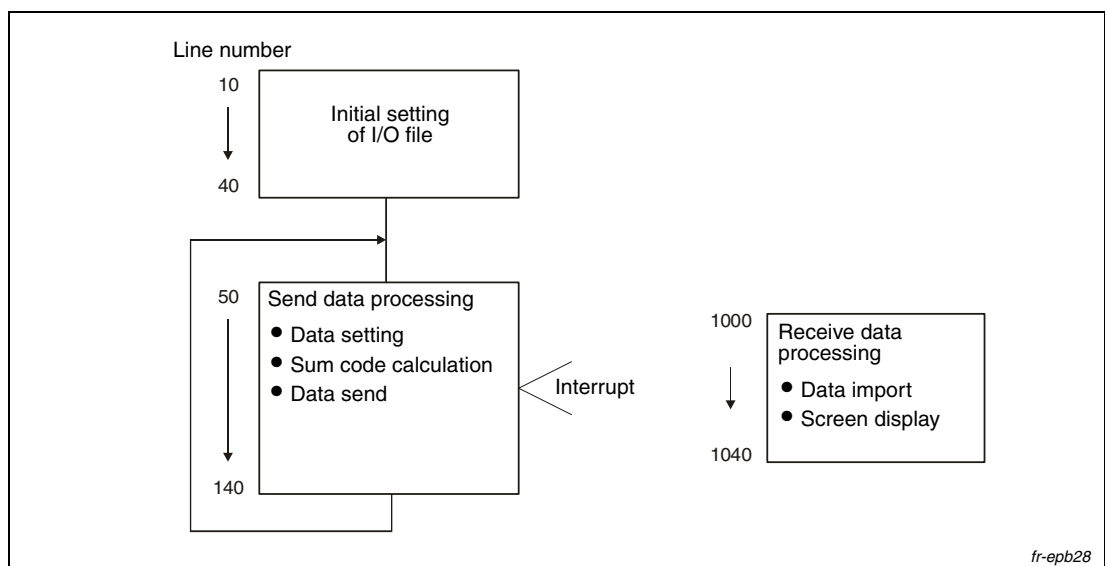 Line number
10
Initial setting
of I/O file
40
50
Send data processing
● Data setting
● Sum code calculation
● Data send
140
Interrupt
1000
Receive data
processing
● Data import
● Screen display
1040
fr-epb28